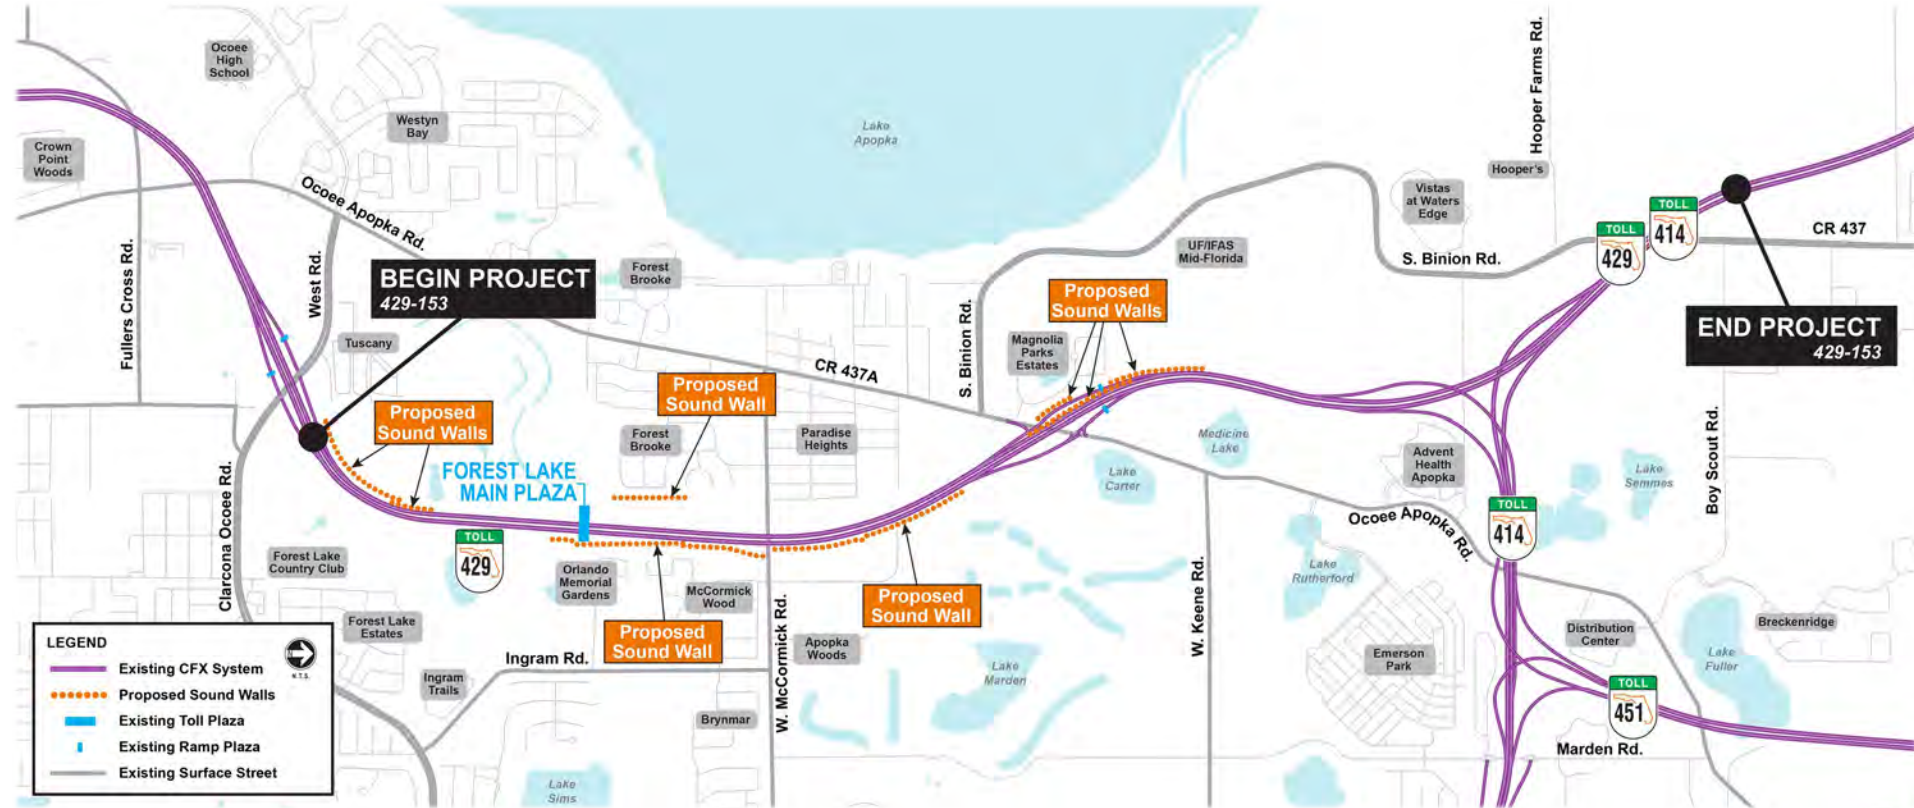 Ocoee
High
School
Westyn
Bay
Crown
Point
Woods
Fullers Cross Rd.
Ocoee Apopka Rd.
West Rd.
BEGIN PROJECT
429-153
Tuscany
Forest
Brooke
Lake
Apopka
Hooper Farms Rd.
Hooper's
Vistas
at Waters
Edge
UF/IFAS
Mid-Florida
S. Binion Rd.
TOLL
429
TOLL
414
CR 437
END PROJECT
429-153
S. Binion Rd.
Proposed
Sound Walls
Magnolia
Parks
Estates
CR 437A
Proposed
Sound Wall
Proposed
Sound Walls
Forest
Brooke
Paradise
Heights
FOREST LAKE
MAIN PLAZA
Medicine
Lake
Lake
Carter
Advent
Health
Apopka
Lake
Semmes
Boy Scout Rd.
Clarcona Ocoee Rd.
Forest Lake
Country Club
TOLL
429
Orlando
Memorial
Gardens
McCormick
Wood
Proposed
Sound Wall
Proposed
Sound Wall
W. McCormick Rd.
W. Keene Rd.
Ocoee Apopka Rd.
TOLL
414
Lake
Rutherford
Forest Lake
Estates
Ingram Rd.
Ingram
Trails
Apopka
Woods
Brynmar
Lake
Marden
Emerson
Park
Distribution
Center
Lake
Fuller
Breckenridge
TOLL
451
Marden Rd.
Lake
Sims
LEGEND
N.T.S.
Existing CFX System
Proposed Sound Walls
Existing Toll Plaza
Existing Ramp Plaza
Existing Surface Street